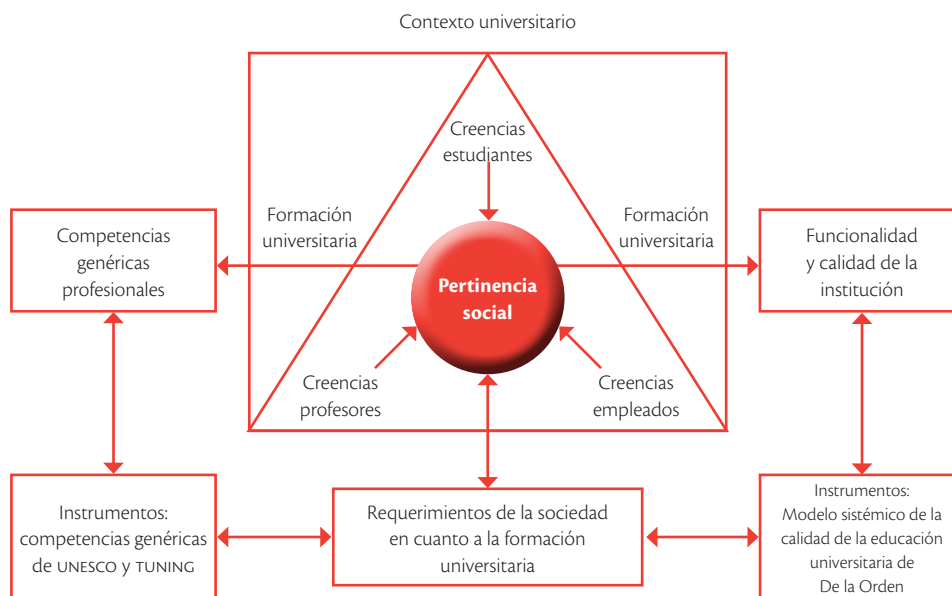 Contexto universitario
Creencias
estudiantes
Formación
universitaria
Formación
universitaria
Competencias
genéricas
profesionales
Funcionalidad
y calidad de la
institución
Pertinencia
social
Creencias
profesores
Creencias
empleados
Instrumentos:
competencias genéricas
de UNESCO y TUNING
Requerimientos de la sociedad
en cuanto a la formación
universitaria
Instrumentos:
Modelo sistémico de la
calidad de la educación
universitaria de
De la Orden